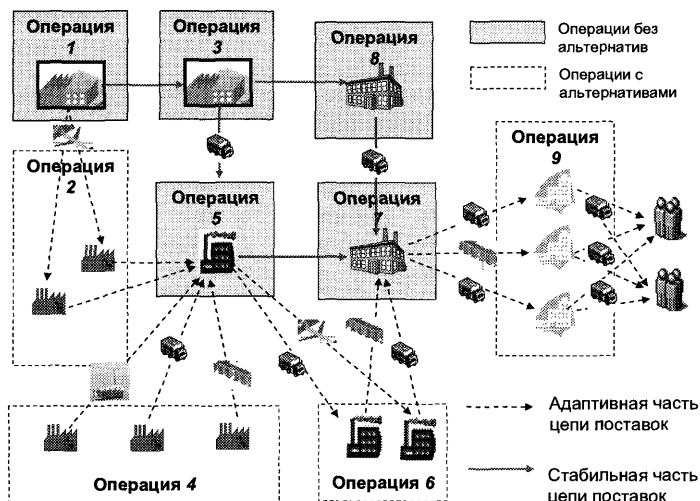 Операция
1
Операция
3
Операция
8
Операции без
альтернатив
Операции с
альтернативами
Операция
2
Операция
5
Операция
7
Операция
9
Операция 4
Операция 6
Адаптивная часть
цепи поставок
Стабильная часть
цепи поставок